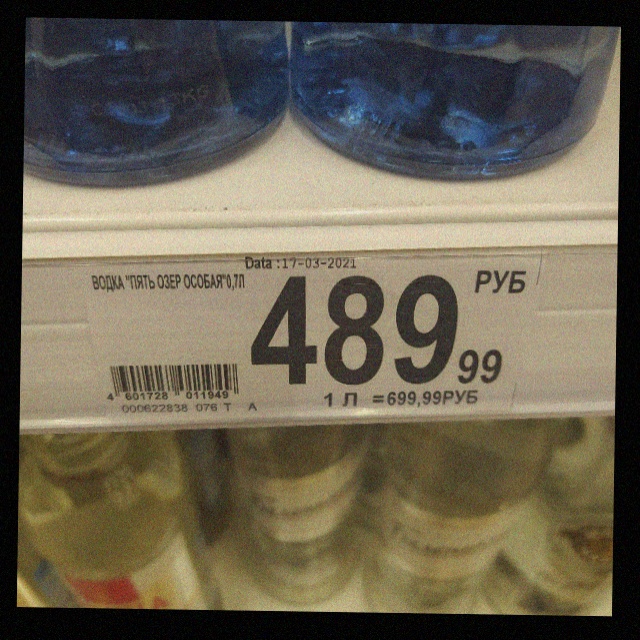 Data :17-03-2021
ВОДКА "ПЯТЬ ОЗЕР ОСОБАЯ"0,7Л
489 99 РУБ
4 601728 011949
1 Л =699,99РУБ
000622838 076 Т А